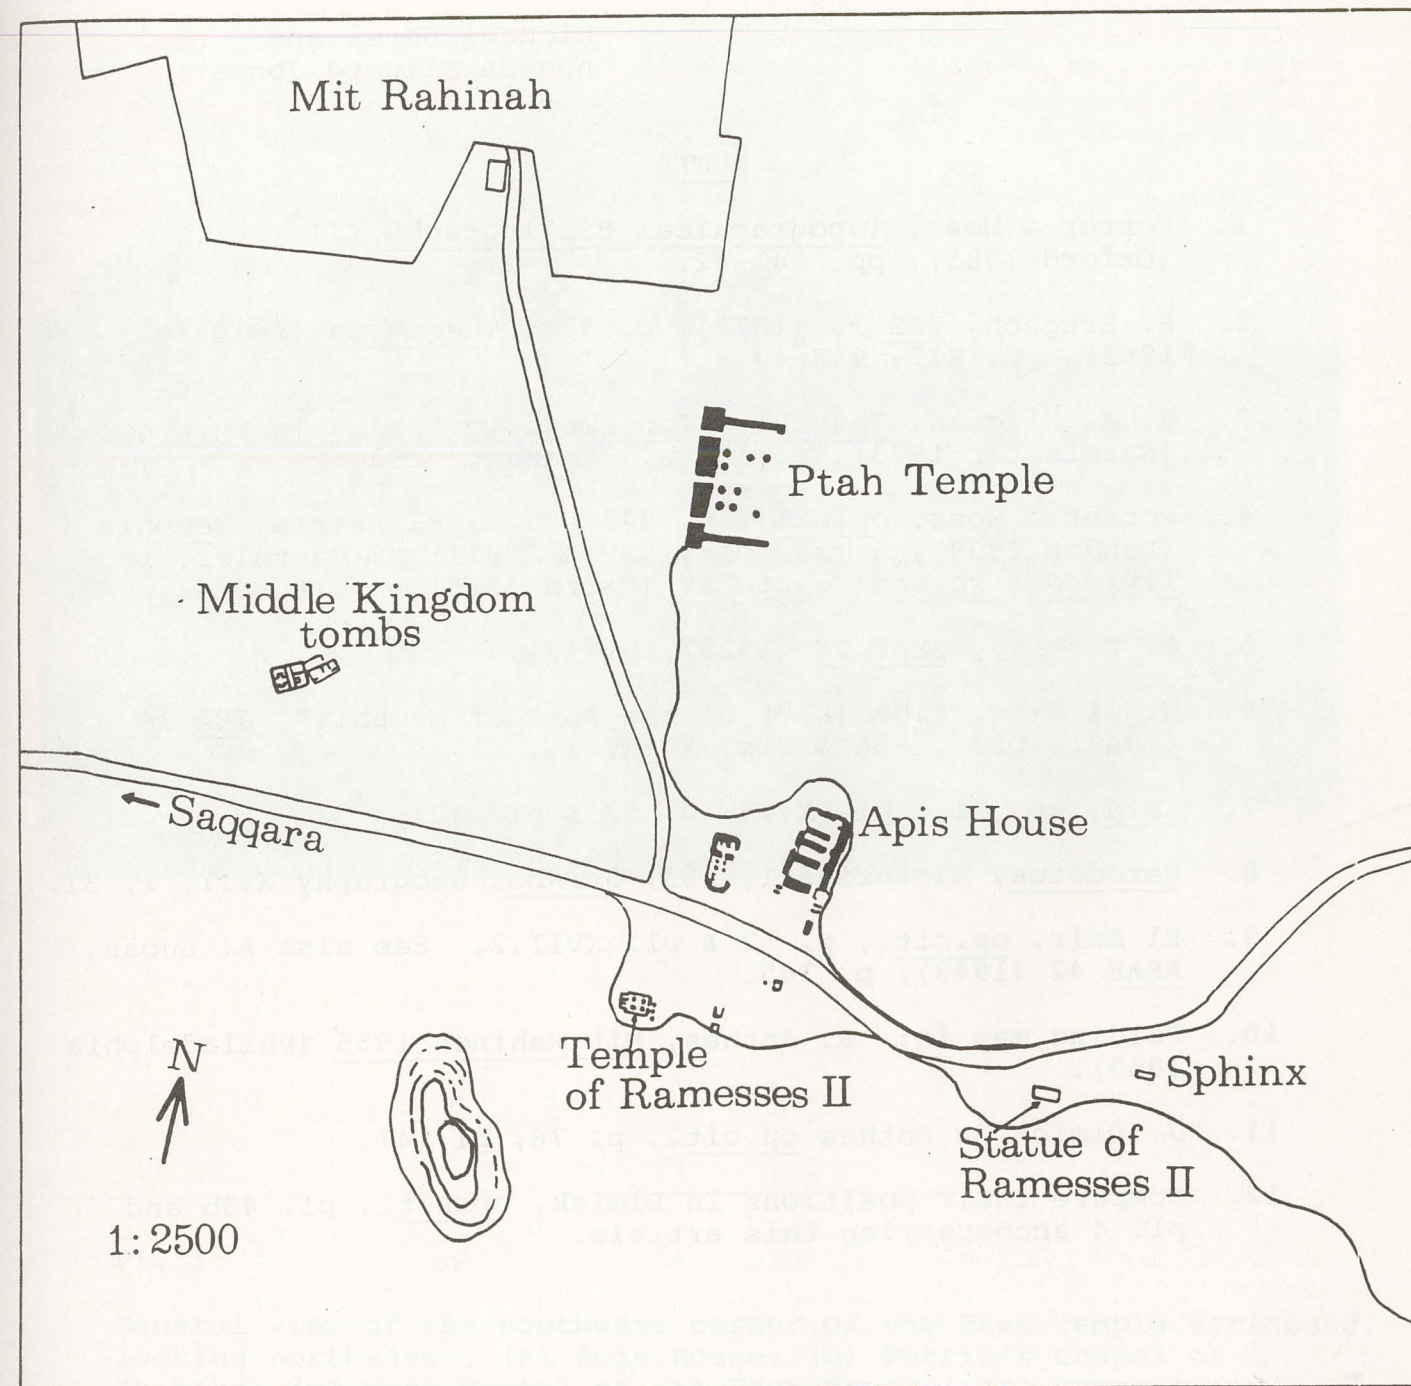 Mit Rahinah
Ptah Temple
Middle Kingdom
tombs
Saqqara
Apis House
N
Temple
of Ramesses II
Sphinx
Statue of
Ramesses II
1:2500